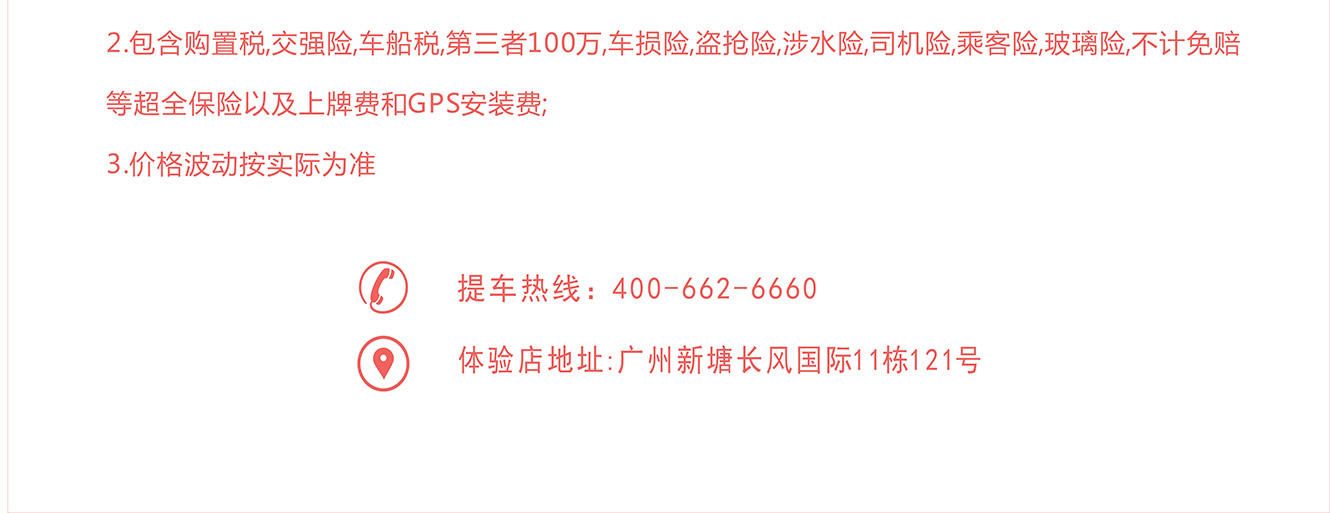 2.包含购置税,交强险,车船税,第三者100万,车损险,盗抢险,涉水险,司机险,乘客险,玻璃险,不计免赔
等超全保险以及上牌费和GPS安装费;
3.价格波动按实际为准
提车热线：400-662-6660
体验店地址:广州新塘长风国际11栋121号